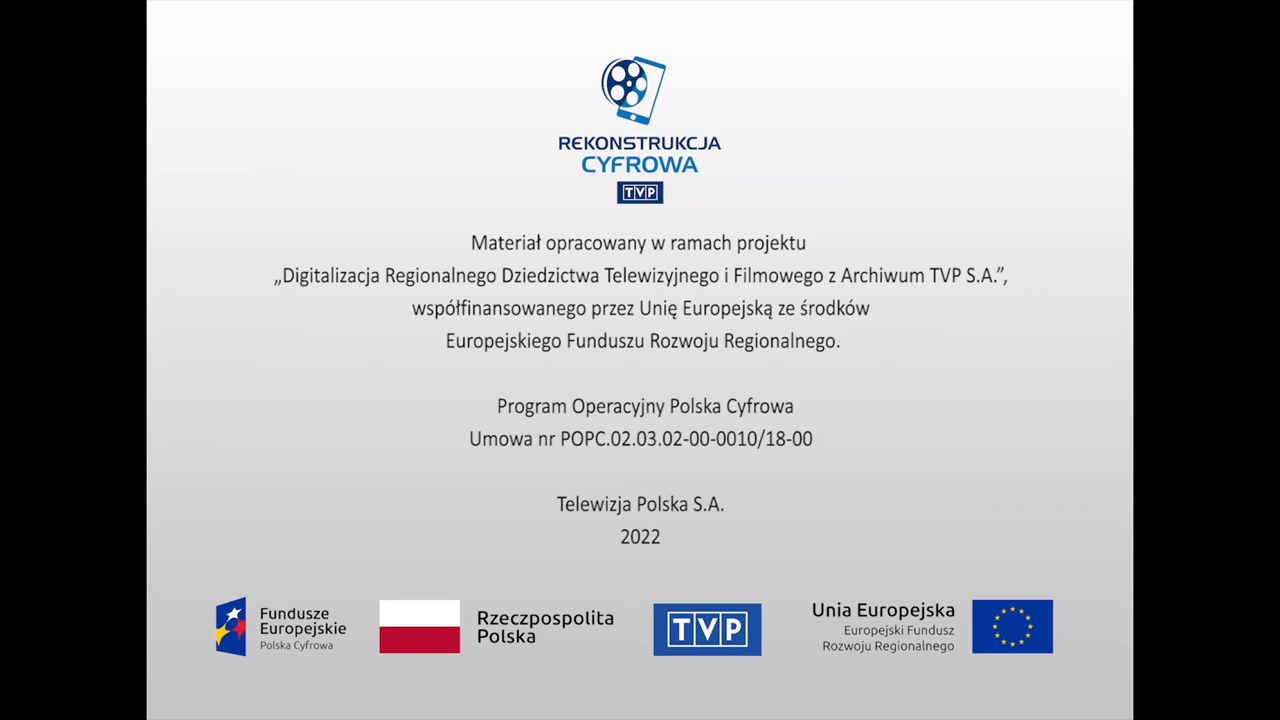 REKONSTRUKCJA
CYFROWA
TVP
Materiał opracowany w ramach projektu
„Digitalizacja Regionalnego Dziedzictwa Telewizyjnego i Filmowego z Archiwum TVP S.A.”,
współfinansowanego przez Unię Europejską ze środków
Europejskiego Funduszu Rozwoju Regionalnego.
Program Operacyjny Polska Cyfrowa
Umowa nr POPC.02.03.02-00-0010/18-00
Telewizja Polska S.A.
2022
Fundusze
Europejskie
Polska Cyfrowa
Rzeczpospolita
Polska
TVP
Unia Europejska
Europejski Fundusz
Rozwoju Regionalnego